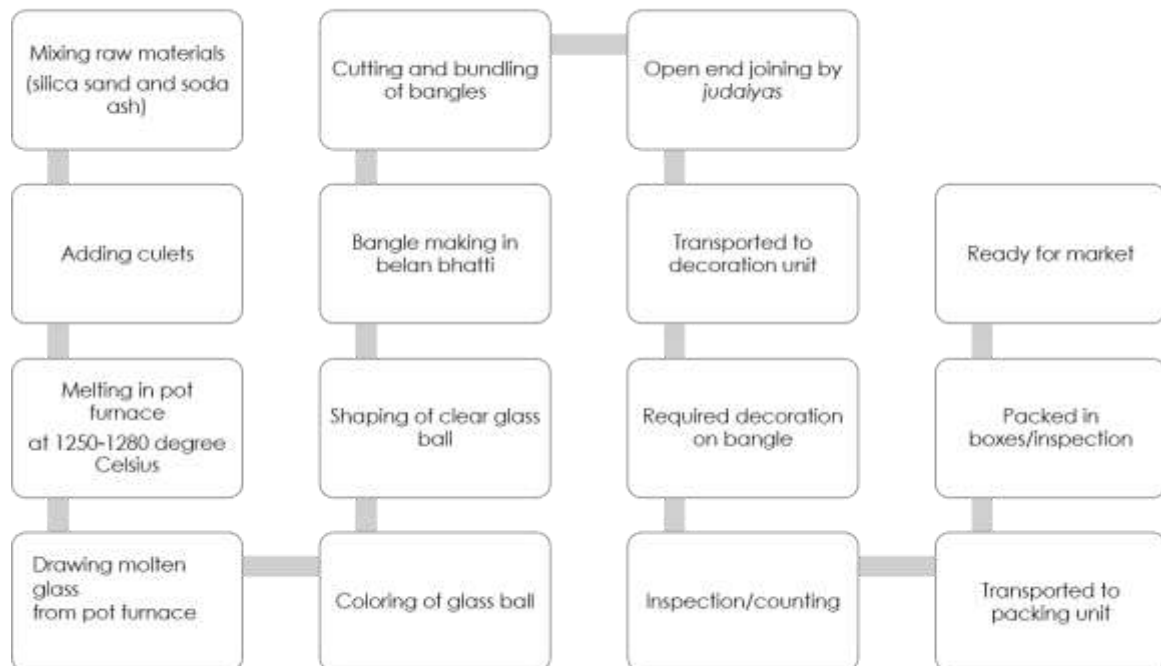 Mixing raw materials
(silica sand and soda
ash)
Adding culets
Melting in pot
furnace
at 1250-1280 degree
Celsius
Drawing molten
glass
from pot furnace
Coloring of glass ball
Shaping of clear glass
ball
Bangle making in
belan bhatti
Cutting and bundling
of bangles
Open end joining by
judaiyas
Transported to
decoration unit
Required decoration
on bangle
Inspection/counting
Transported to
packing unit
Packed in
boxes/inspection
Ready for market